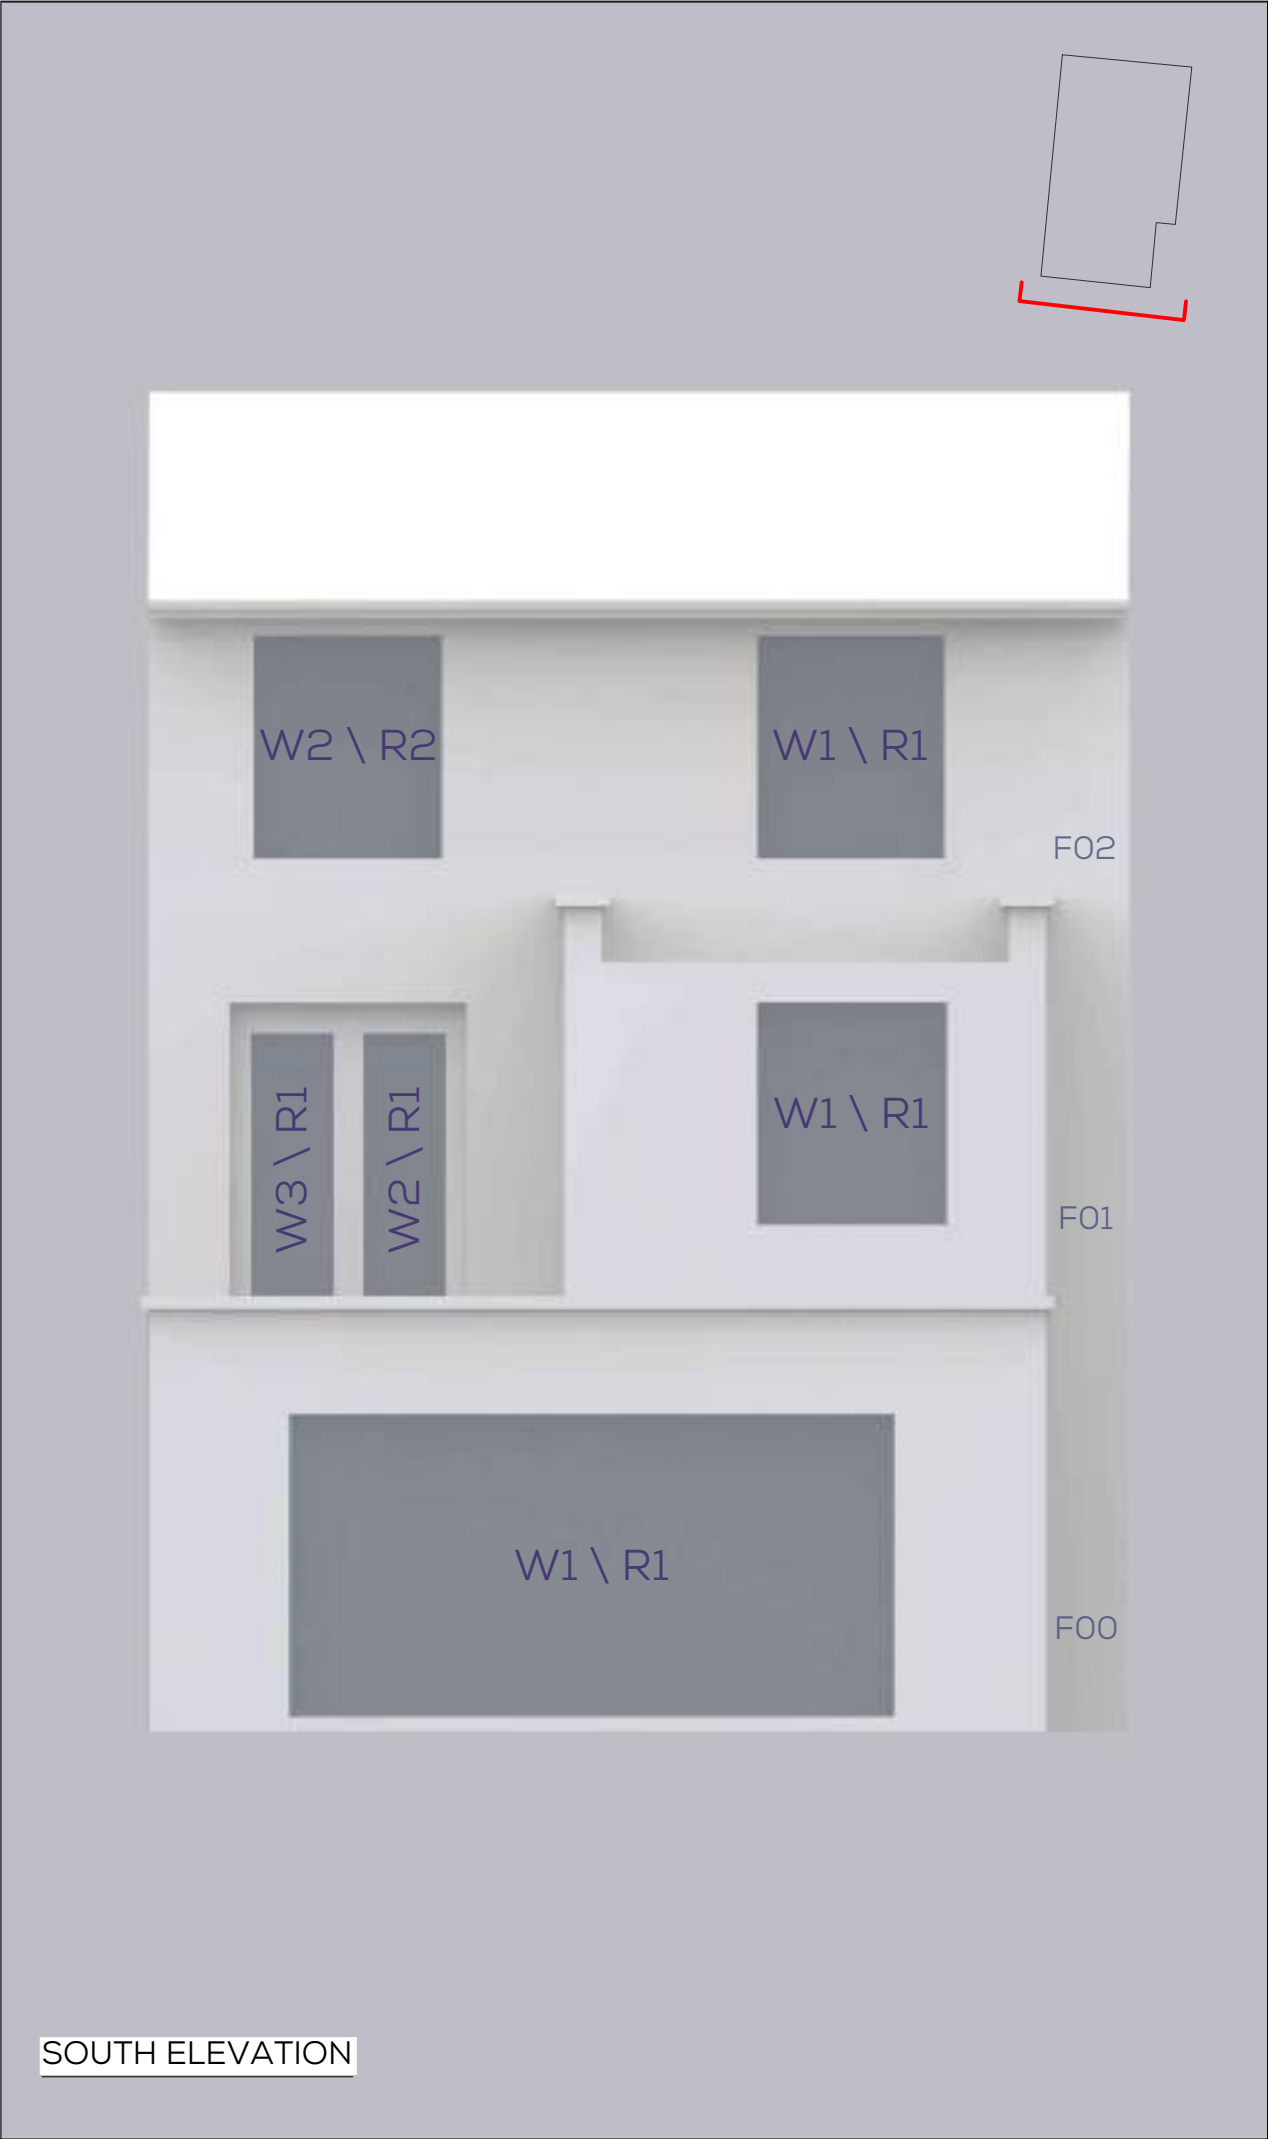 W2 \ R2
W1 \ R1
F02
W3 \ R1
W2 \ R1
W1 \ R1
F01
W1 \ R1
F00
SOUTH ELEVATION